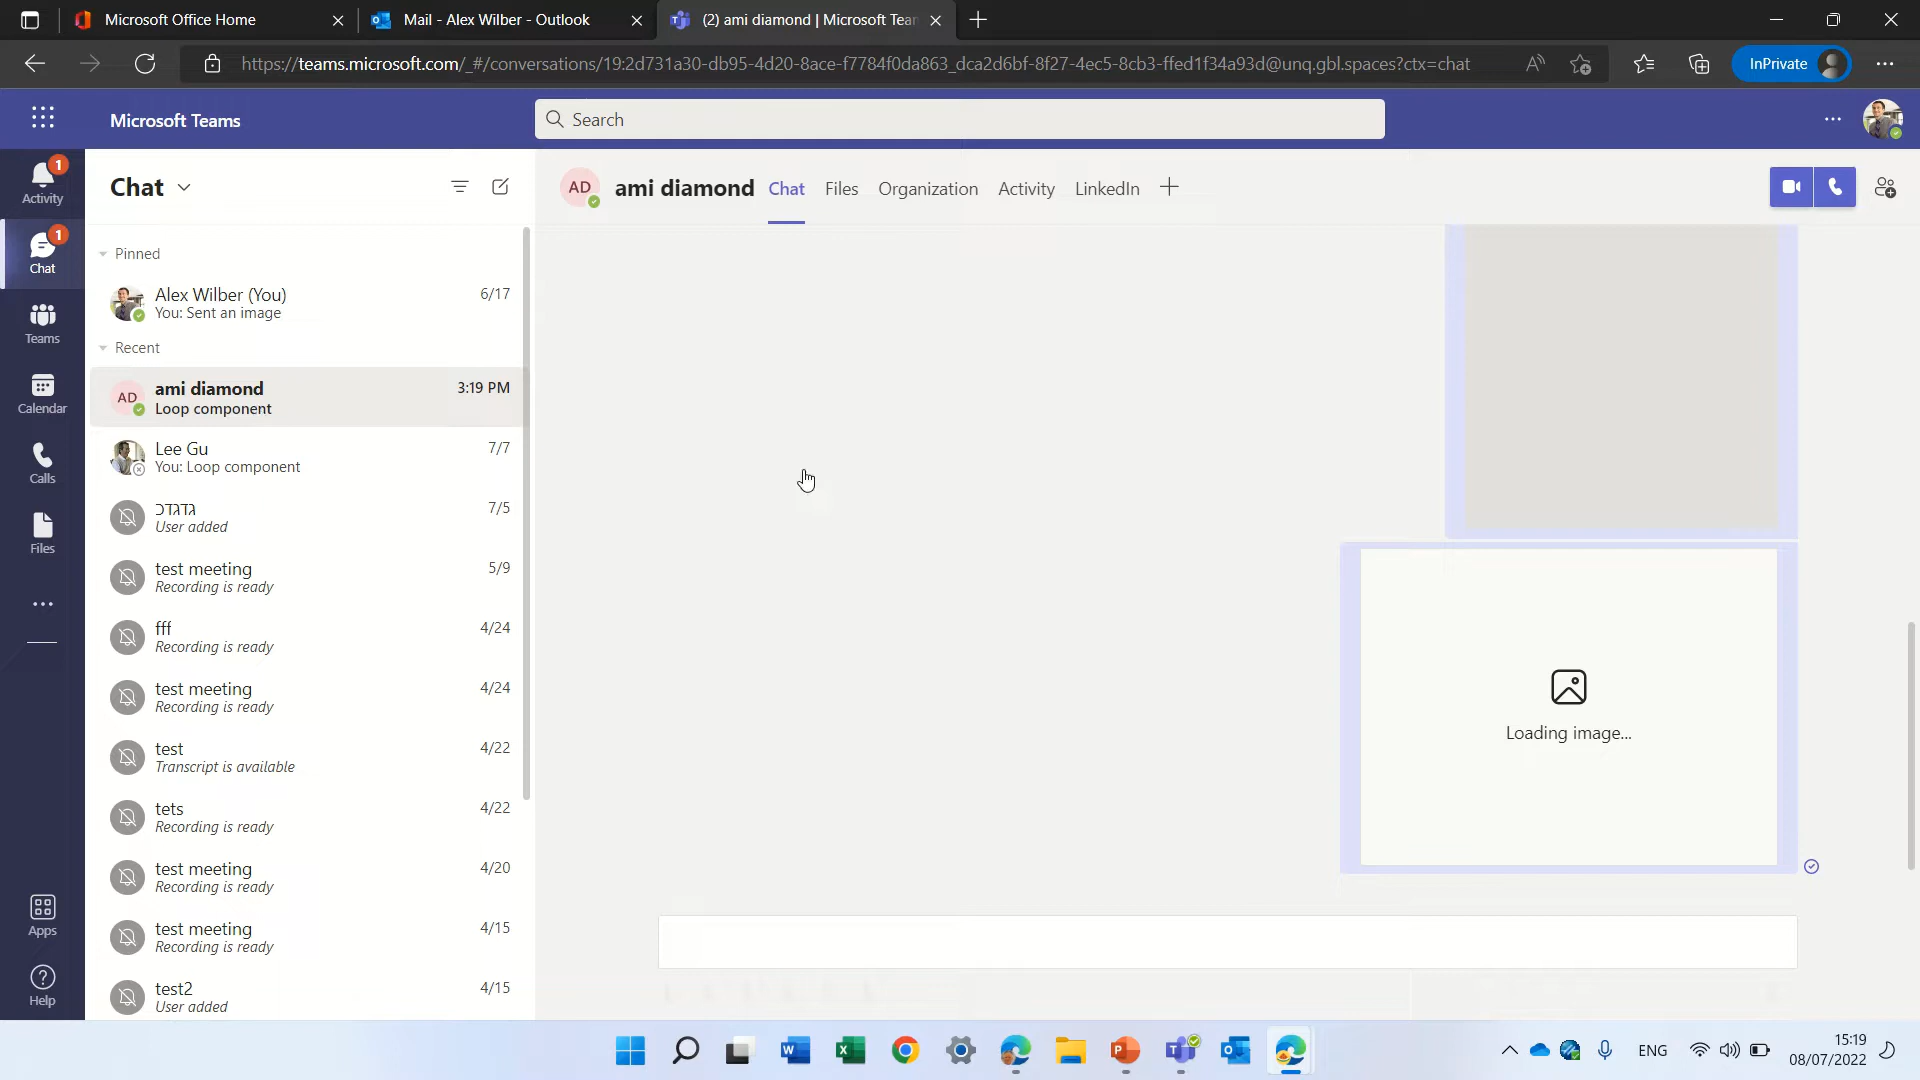 Microsoft Office Home
Mail - Alex Wilber - Outlook
(2) ami diamond | Microsoft Tear
https://teams.microsoft.com/_#/conversations/19:2d731a30-db95-4d20-8ace-f7784f0da863_dca2d6bf-8f27-4ec5-8cb3-ffed1f34a93d@unq.gbl.spaces?ctx=chat
InPrivate
Microsoft Teams
Search
1
Activity
1
Chat
Teams
Calendar
Calls
Files
Apps
Help
Chat
Pinned
Alex Wilber (You)
6/17
You: Sent an image
Recent
AD
ami diamond
3:19 PM
Loop component
Lee Gu
7/7
You: Loop component
גדגדכ
7/5
User added
test meeting
5/9
Recording is ready
fff
4/24
Recording is ready
test meeting
4/24
Recording is ready
test
4/22
Transcript is available
tets
4/22
Recording is ready
test meeting
4/20
Recording is ready
test meeting
4/15
Recording is ready
test2
4/15
User added
AD
ami diamond
Chat
Files
Organization
Activity
LinkedIn
Loading image...
ENG
15:19
08/07/2022